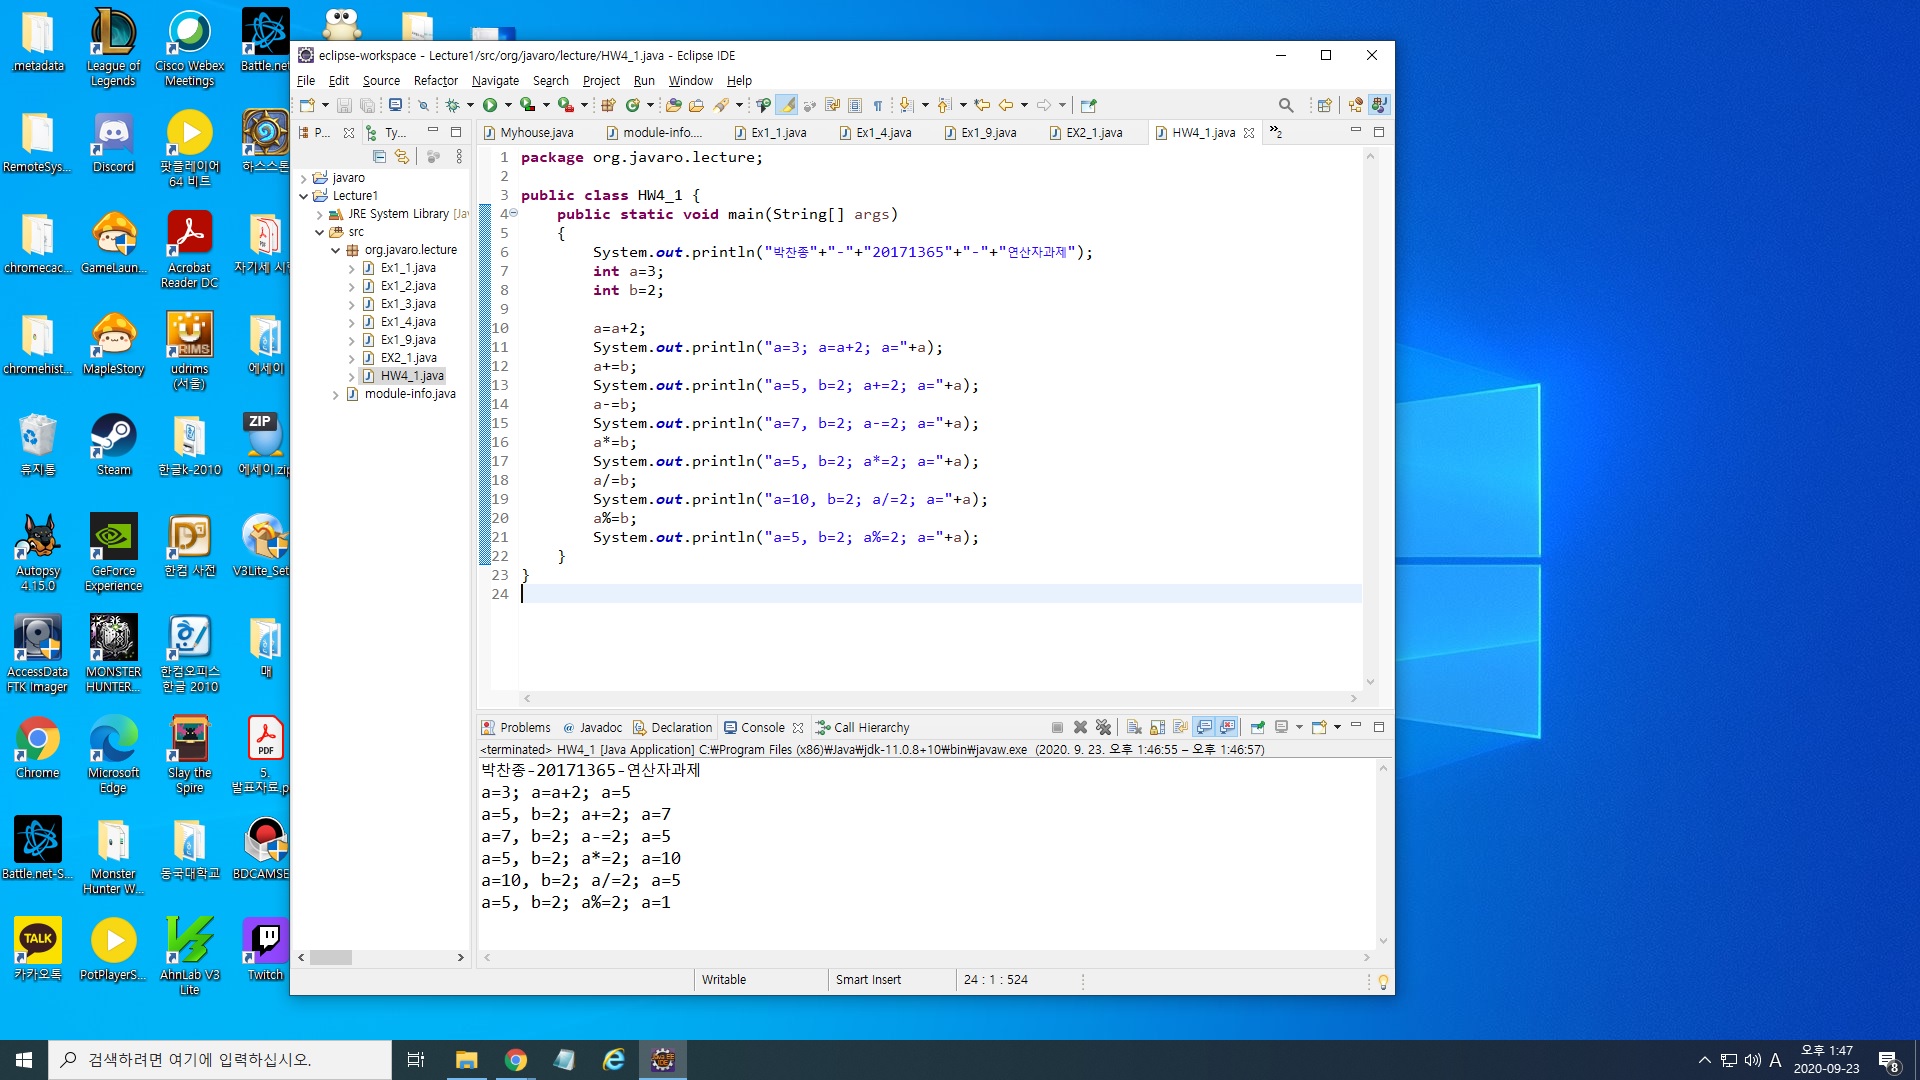 .metadata
League of Legends
Cisco Webex Meetings
Battle.net
RemoteSys...
Discord
팟플레이어 64 비트
하스스톤
chromecac...
GameLaun...
Acrobat Reader DC
chromehist...
MapleStory
udrims (서울)
에세이
휴지통
Steam
한글k-2010
ZIP
에세이.zip
Autopsy 4.15.0
GeForce Experience
한컴 사전
V3Lite_Set
AccessData FTK Imager
MONSTER HUNTER...
한컴오피스 한글 2010
매
Chrome
Microsoft Edge
Slay the Spire
PDF
5.
Battle.net-S...
Monster Hunter W...
동국대학교
BDCAMSE
TALK
카카오톡
PotPlayerS...
AhnLab V3 Lite
Twitch
eclipse-workspace - Lecture1/src/org/javaro/lecture/HW4_1.java - Eclipse IDE
File Edit Source Refactor Navigate Search Project Run Window Help
P... Ty...
Myhouse.java module-info.... Ex1_1.java Ex1_4.java Ex1_9.java EX2_1.java HW4_1.java »2
javaro
Lecture1
JRE System Library [Jav
src
org.javaro.lecture
Ex1_1.java
Ex1_2.java
Ex1_3.java
Ex1_4.java
Ex1_9.java
EX2_1.java
HW4_1.java
module-info.java
1 package org.javaro.lecture;
2
3 public class HW4_1 {
4 public static void main(String[] args)
5 {
6 System.out.println("박찬종"+"-"+"20171365"+"-"+"연산자과제");
7 int a=3;
8 int b=2;
9
10 a=a+2;
11 System.out.println("a=3; a=a+2; a="+a);
12 a+=b;
13 System.out.println("a=5, b=2; a+=2; a="+a);
14 a-=b;
15 System.out.println("a=7, b=2; a-=2; a="+a);
16 a*=b;
17 System.out.println("a=5, b=2; a*=2; a="+a);
18 a/=b;
19 System.out.println("a=10, b=2; a/=2; a="+a);
20 a%=b;
21 System.out.println("a=5, b=2; a%=2; a="+a);
22 }
23 }
24
Problems @ Javadoc Declaration Console Call Hierarchy
<terminated> HW4_1 [Java Application] C:₩Program Files (x86)₩Java₩jdk-11.0.8+10₩bin₩javaw.exe (2020. 9. 23. 오후 1:46:55 – 오후 1:46:57)
박찬종-20171365-연산자과제
a=3; a=a+2; a=5
a=5, b=2; a+=2; a=7
a=7, b=2; a-=2; a=5
a=5, b=2; a*=2; a=10
a=10, b=2; a/=2; a=5
a=5, b=2; a%=2; a=1
Writable Smart Insert 24 : 1 : 524
검색하려면 여기에 입력하십시오.
A
오후 1:47
2020-09-23
8